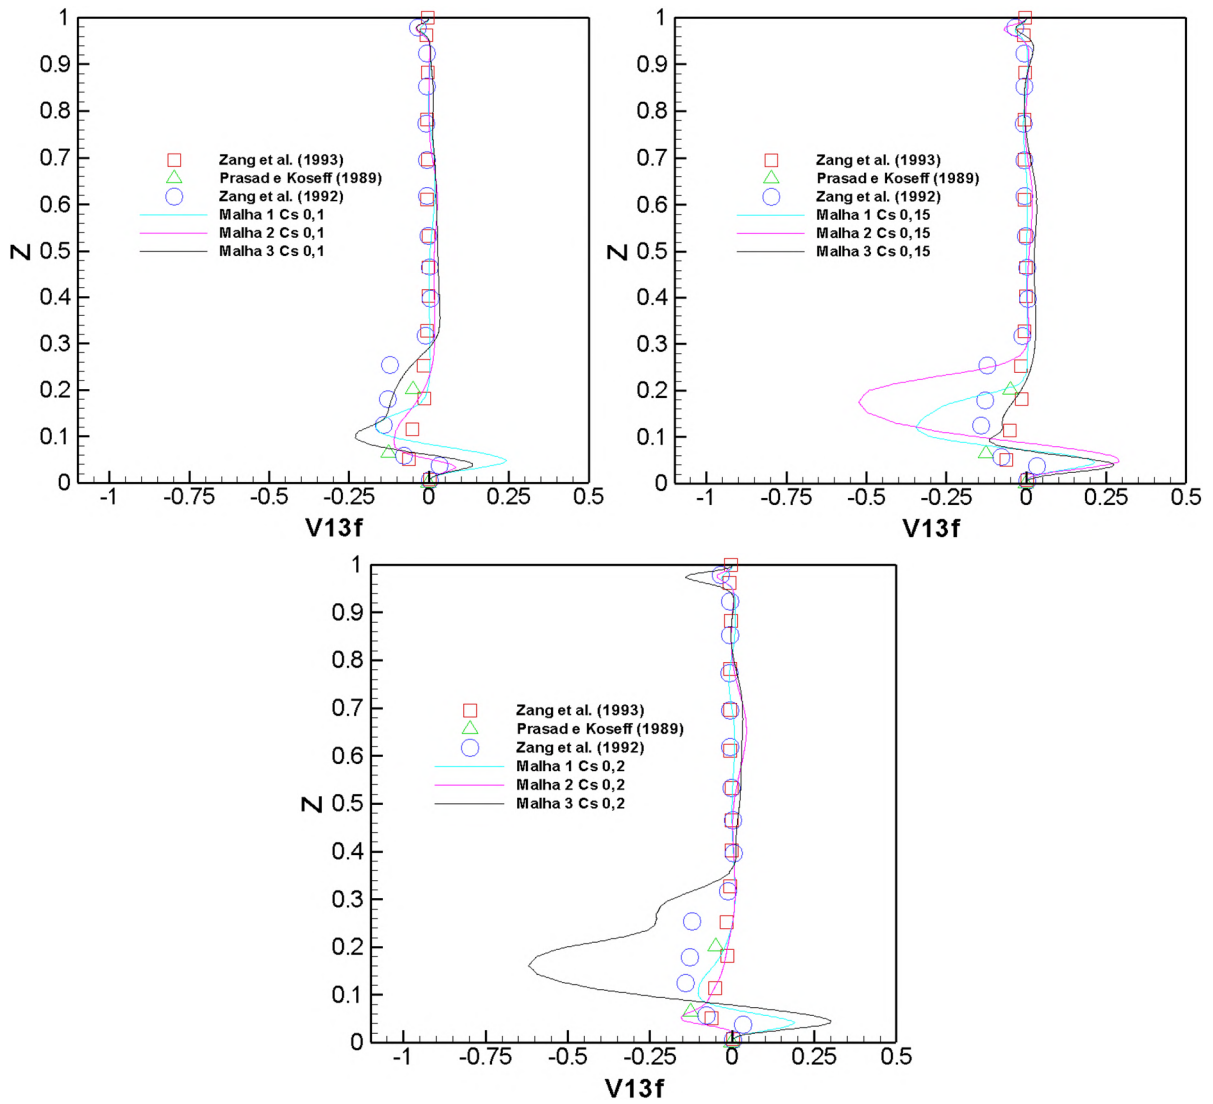 1
0.9
0.8
0.7
0.6
0.5
0.4
0.3
0.2
0.1
0
Z
Zang et al. (1993)
Prasad e Koseff (1989)
Zang et al. (1992)
Malha 1 Cs 0,1
Malha 2 Cs 0,1
Malha 3 Cs 0,1
-1 -0.75 -0.5 -0.25 0 0.25 0.5
V13f
1
0.9
0.8
0.7
0.6
0.5
0.4
0.3
0.2
0.1
0
Z
Zang et al. (1993)
Prasad e Koseff (1989)
Zang et al. (1992)
Malha 1 Cs 0,15
Malha 2 Cs 0,15
Malha 3 Cs 0,15
-1 -0.75 -0.5 -0.25 0 0.25 0.5
V13f
1
0.9
0.8
0.7
0.6
0.5
0.4
0.3
0.2
0.1
0
Z
Zang et al. (1993)
Prasad e Koseff (1989)
Zang et al. (1992)
Malha 1 Cs 0,2
Malha 2 Cs 0,2
Malha 3 Cs 0,2
-1 -0.75 -0.5 -0.25 0 0.25 0.5
V13f